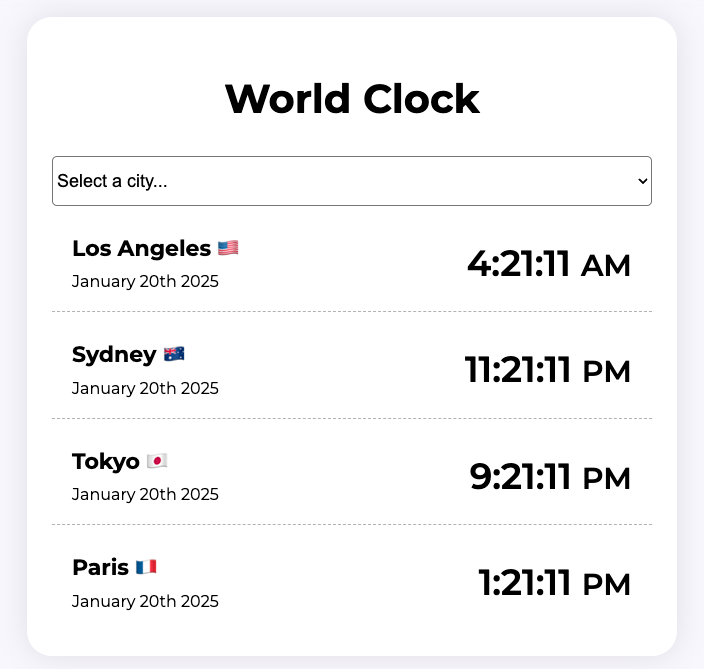 World Clock
Select a city...
Los Angeles 🇺🇸
January 20th 2025
4:21:11 AM
Sydney 🇦🇺
January 20th 2025
11:21:11 PM
Tokyo 🇯🇵
January 20th 2025
9:21:11 PM
Paris 🇫🇷
January 20th 2025
1:21:11 PM